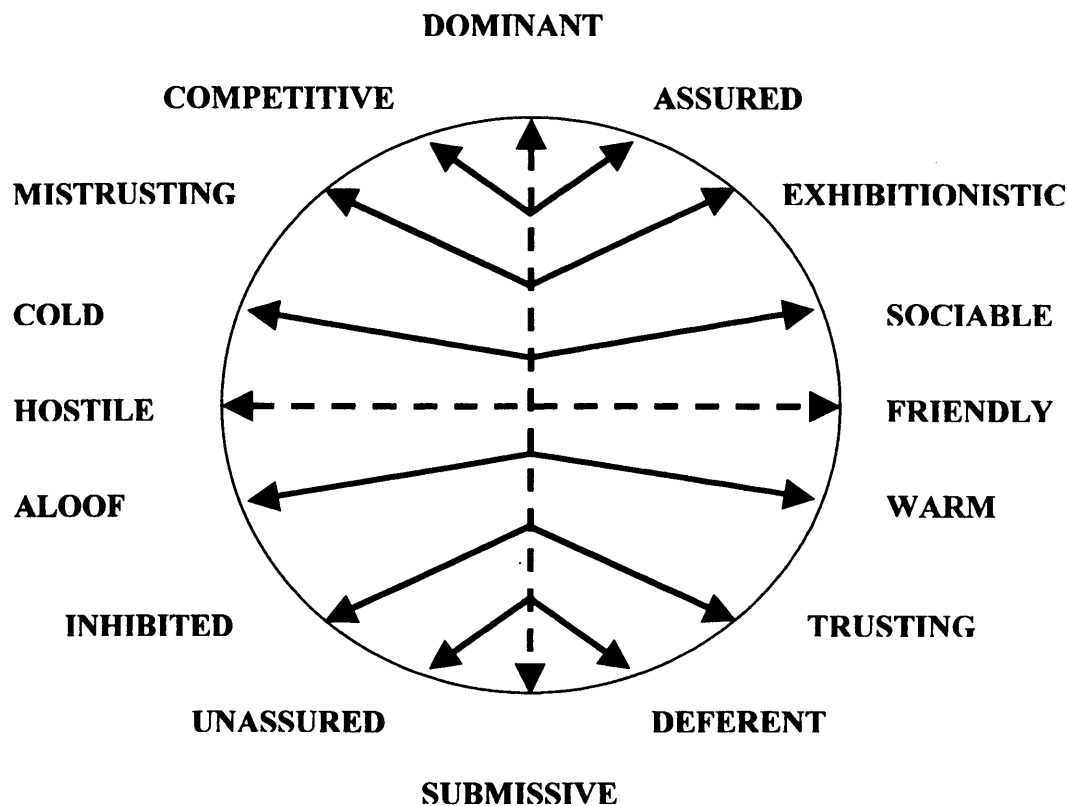 DOMINANT
COMPETITIVE ASSURED
MISTRUSTING EXHIBITIONISTIC
COLD SOCIABLE
HOSTILE FRIENDLY
ALOOF WARM
INHIBITED TRUSTING
UNASSURED DEFERENT
SUBMISSIVE